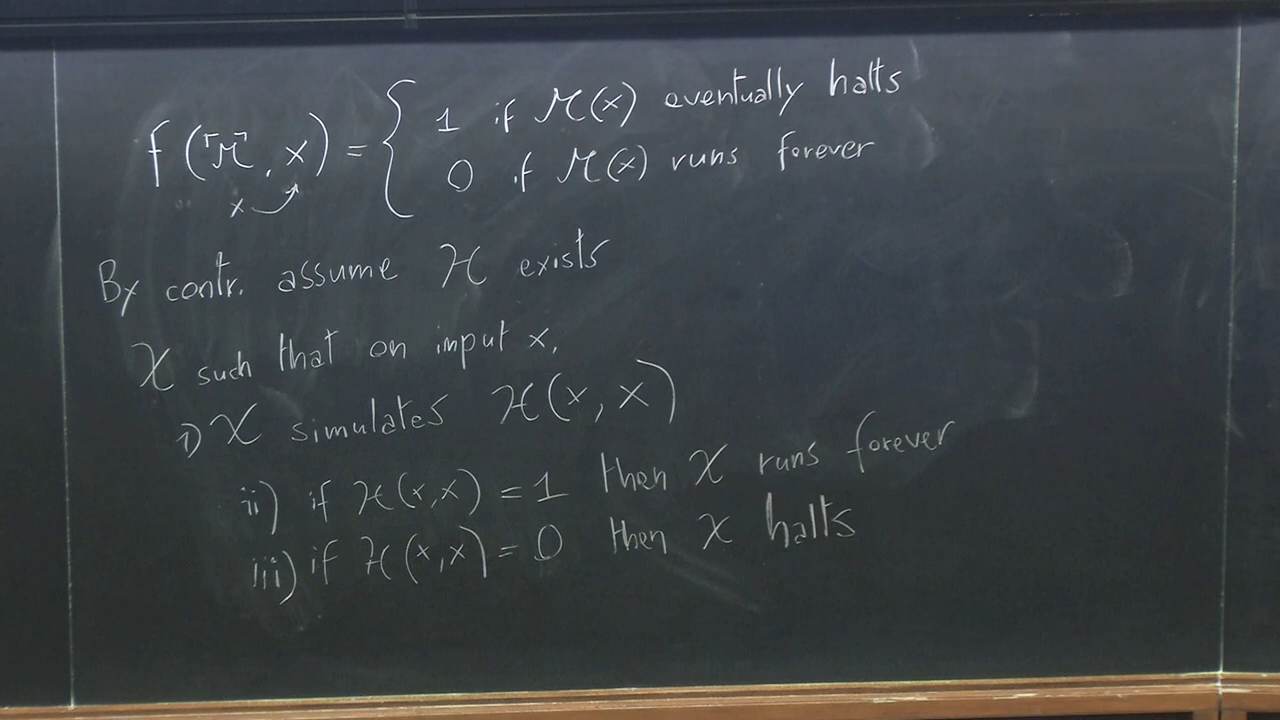 f(⌜M⌝, x) = { 1 if M(x) eventually halts
0 if M(x) runs forever
x
By contr. assume H exists
X such that on input x,
i) X simulates H(x, x)
ii) if H(x,x) = 1 then X runs forever
iii) if H(x,x) = 0 then X halts